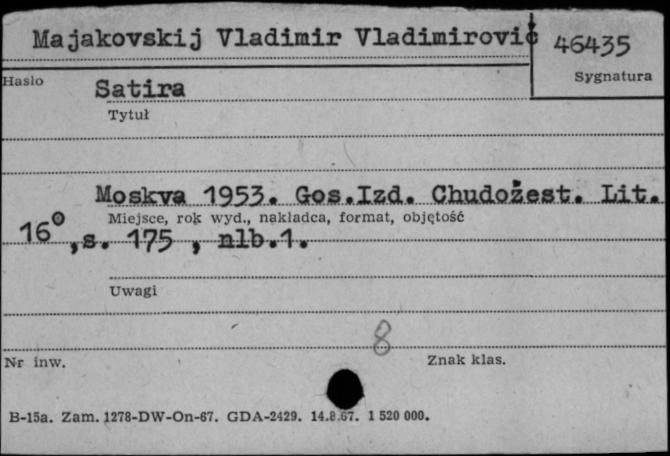 Majakovskij Vladimir Vladimirovič 46435
Hasło
Sygnatura
Satira
Tytuł
Moskva 1953. Gos.Izd. Chudožest. Lit.
Miejsce, rok wyd., nakładca, format, objętość
16⁰,s. 175 , nlb.1.
Uwagi
8
Nr inw. Znak klas.
B-15a. Zam. 1278-DW-On-67. GDA-2429. 14.8.67. 1 520 000.